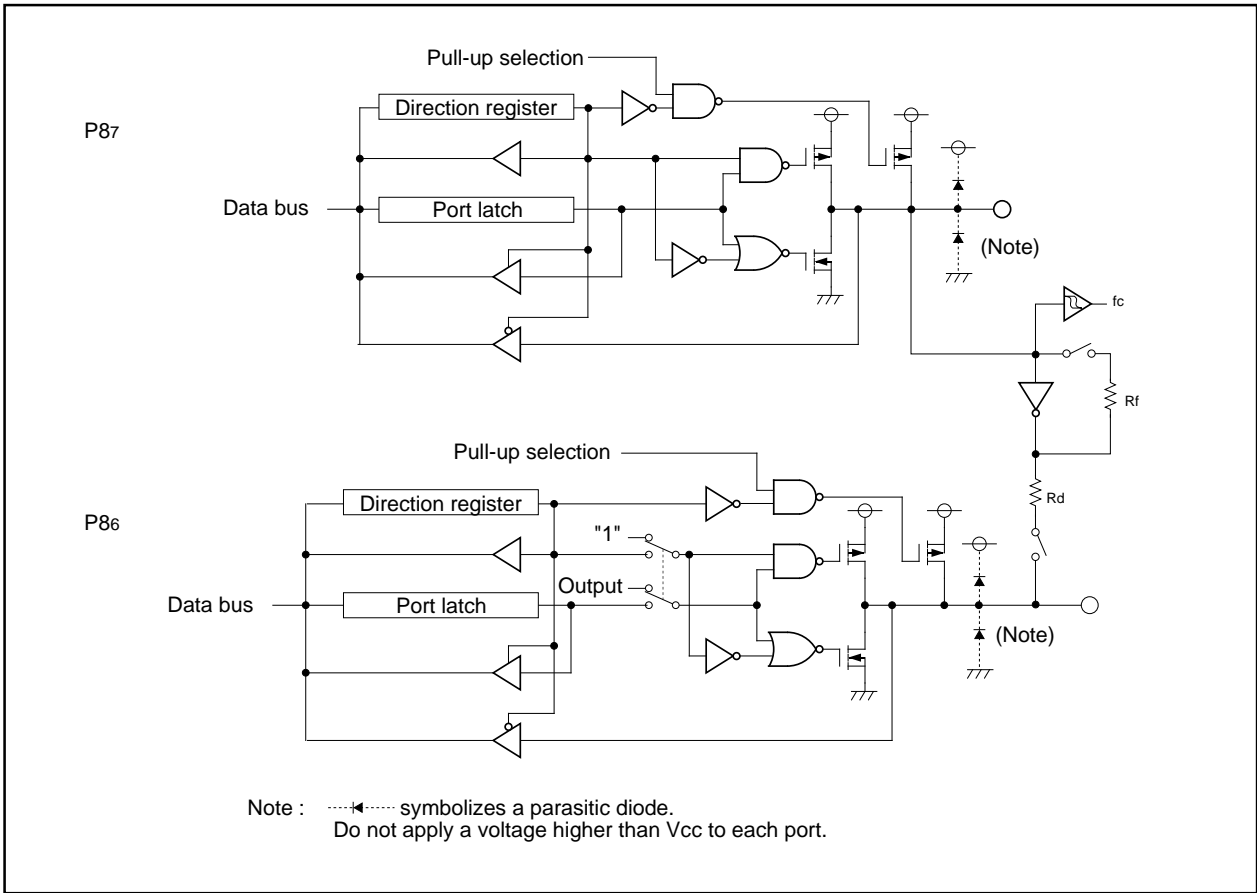 Pull-up selection
Direction register
P87
Data bus
Port latch
(Note)
fc
Rf
Pull-up selection
Direction register
Rd
P86
"1"
Output
Data bus
Port latch
(Note)
Note : symbolizes a parasitic diode.
Do not apply a voltage higher than Vcc to each port.